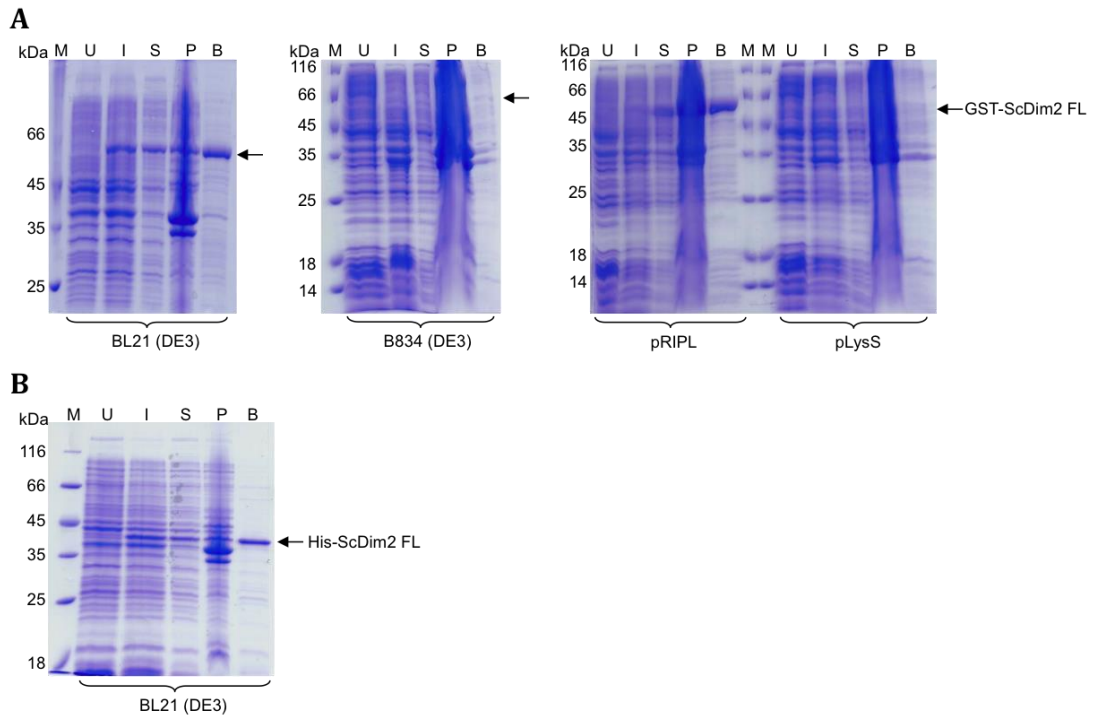 A
kDa M U I S P B
66
45
35
25
BL21 (DE3)
kDa M U I S P B
116
66
45
35
25
18
14
B834 (DE3)
kDa U I S P B M M U I S P B
116
66
45
35
25
18
14
GST-ScDim2 FL
pRIPL pLysS
B
kDa M U I S P B
116
66
45
35
25
18
His-ScDim2 FL
BL21 (DE3)